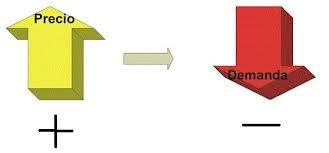 Precio
Demanda
+
—